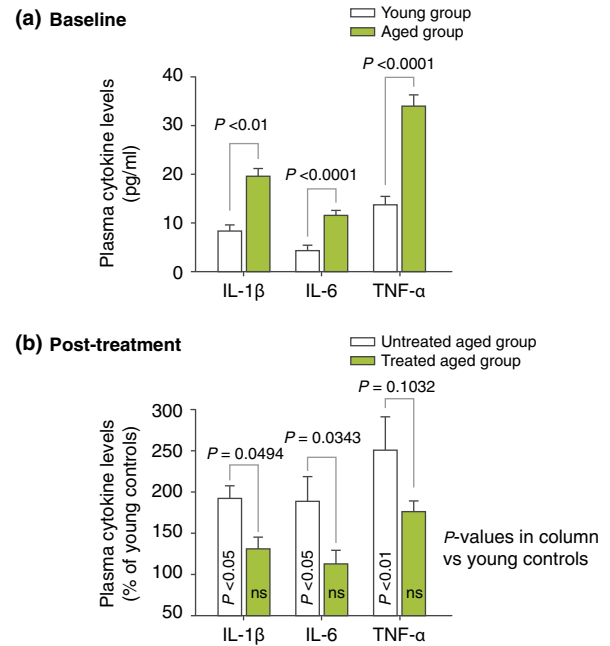 (a) Baseline
Young group
Aged group
Plasma cytokine levels
(pg/ml)
40
30
20
10
0
P <0.01
P <0.0001
P <0.0001
IL-1β
IL-6
TNF-α
(b) Post-treatment
Untreated aged group
Treated aged group
Plasma cytokine levels
(% of young controls)
300
250
200
150
100
50
P = 0.0494
P = 0.0343
P = 0.1032
P <0.05
ns
P <0.05
ns
P <0.01
ns
IL-1β
IL-6
TNF-α
P-values in column
vs young controls